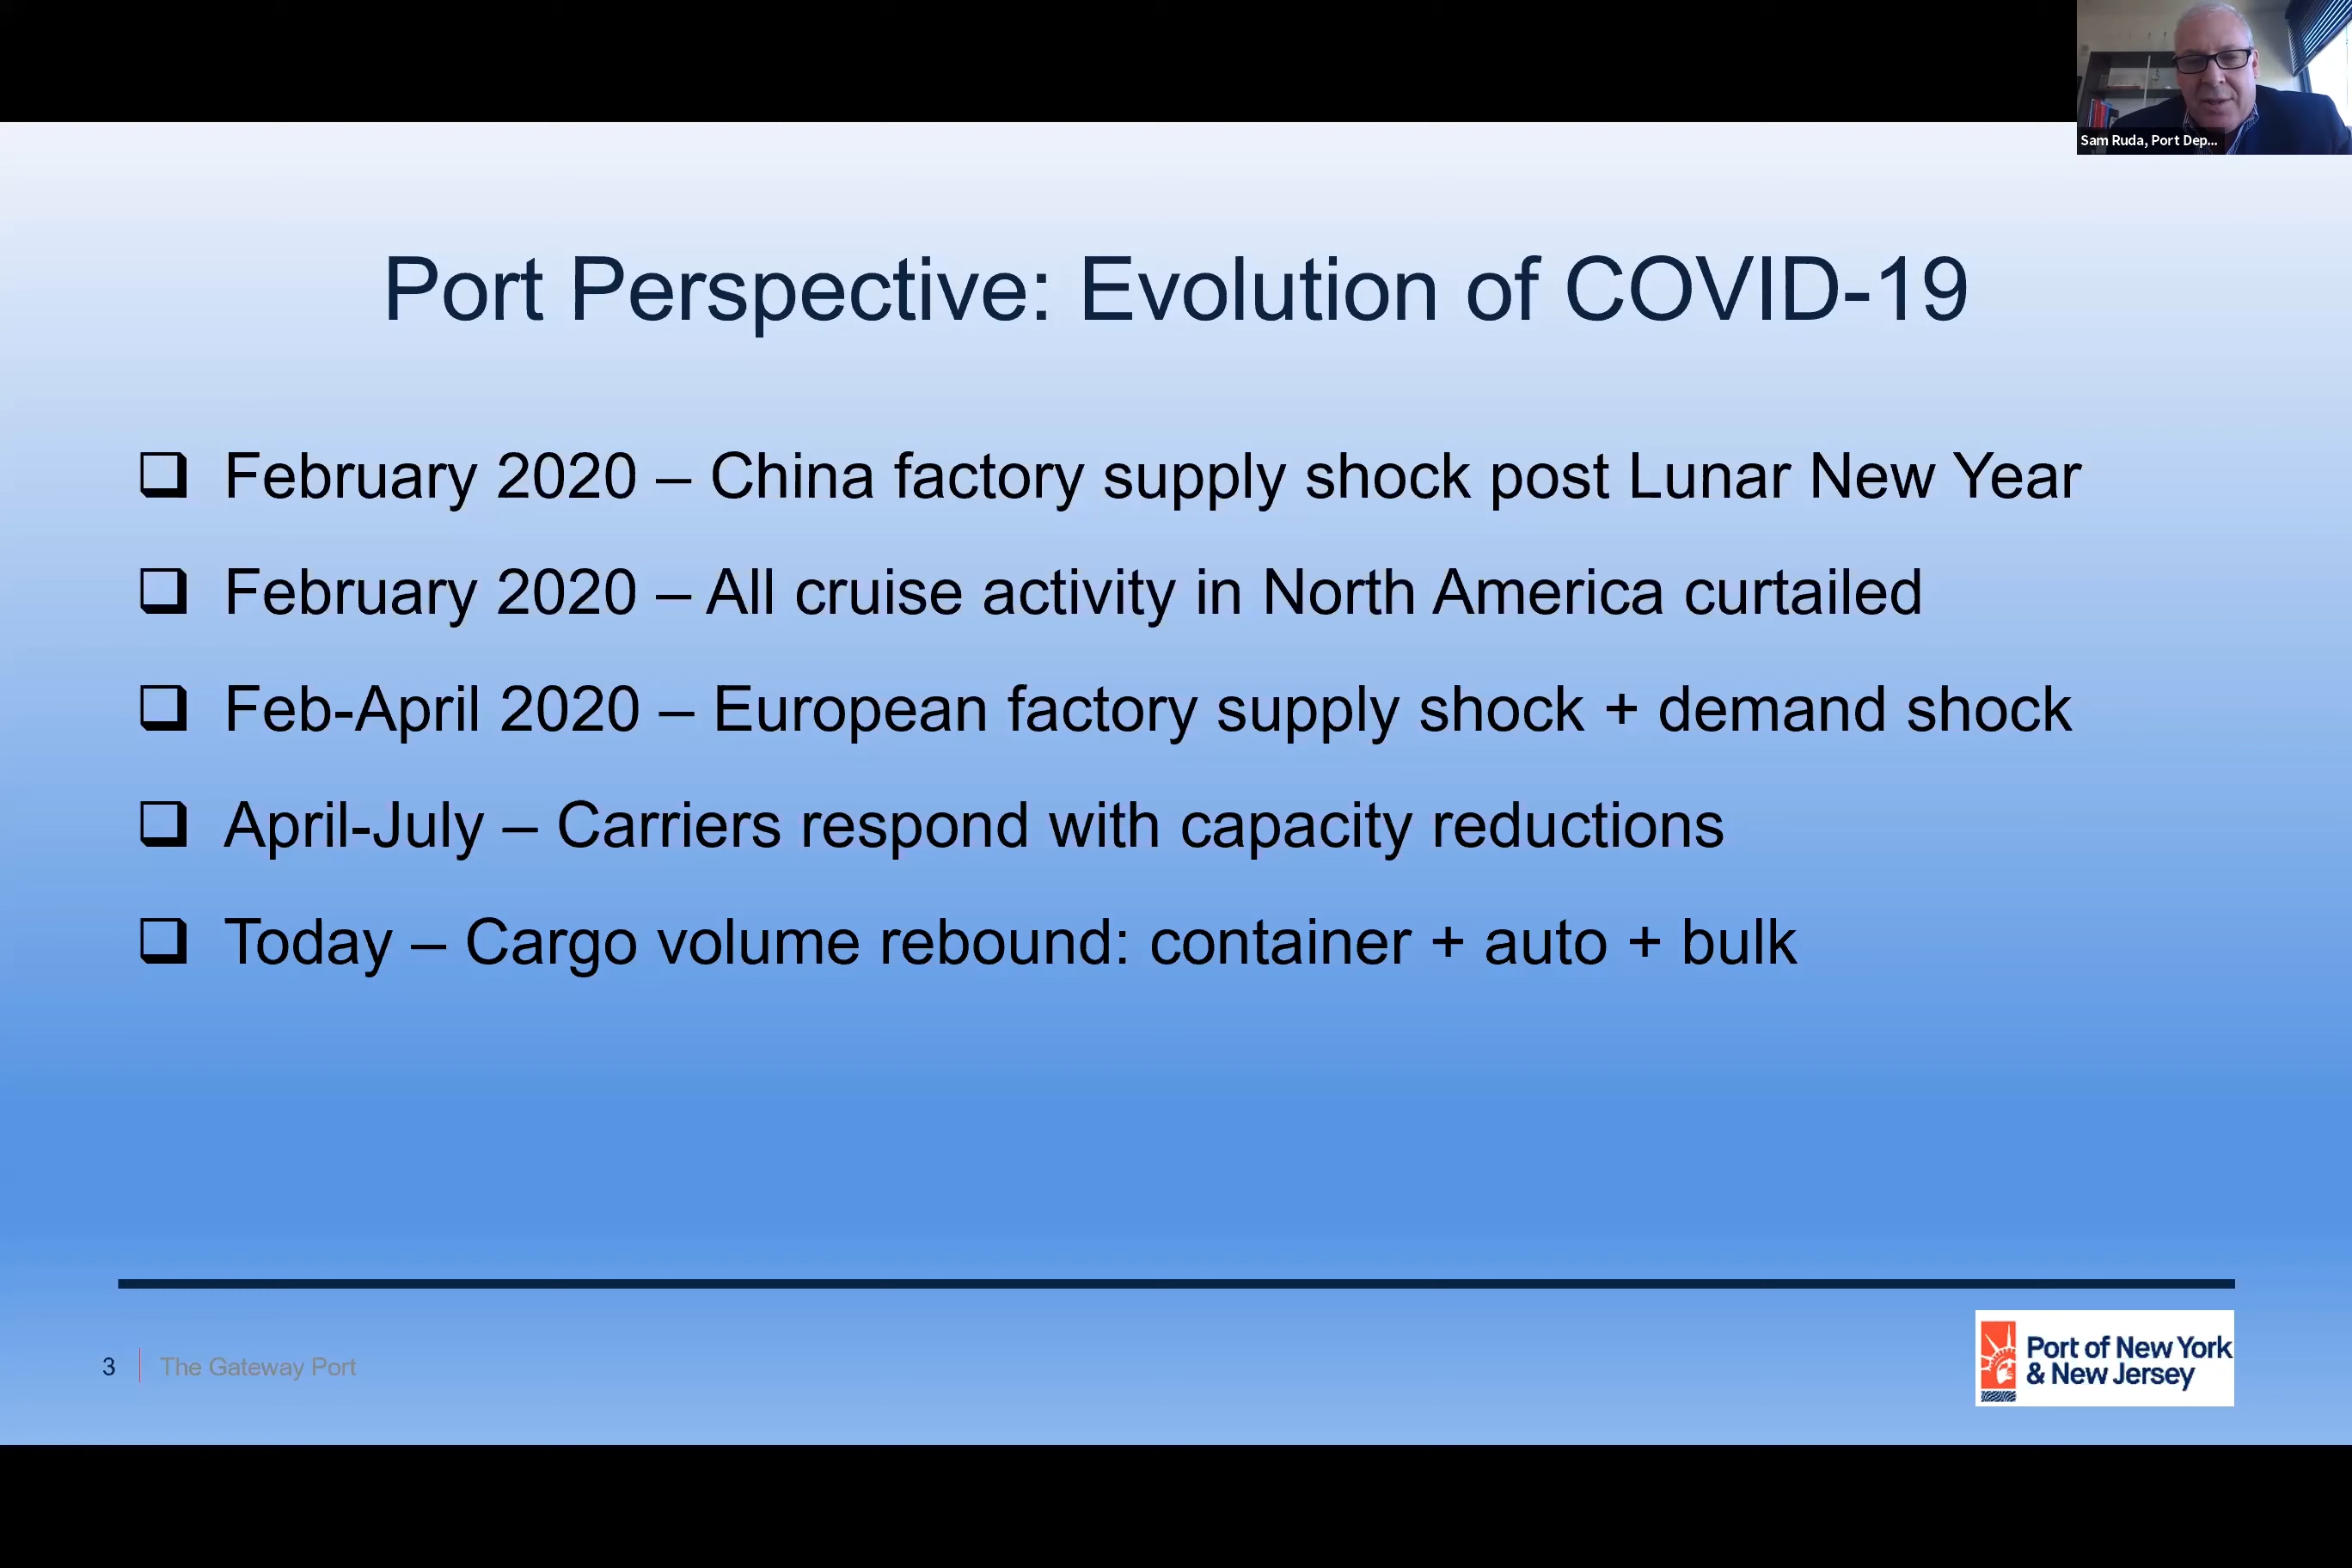 Sam Ruda, Port Dep...
Port Perspective: Evolution of COVID-19
February 2020 – China factory supply shock post Lunar New Year
February 2020 – All cruise activity in North America curtailed
Feb-April 2020 – European factory supply shock + demand shock
April-July – Carriers respond with capacity reductions
Today – Cargo volume rebound: container + auto + bulk
3
The Gateway Port
Port of New York
& New Jersey